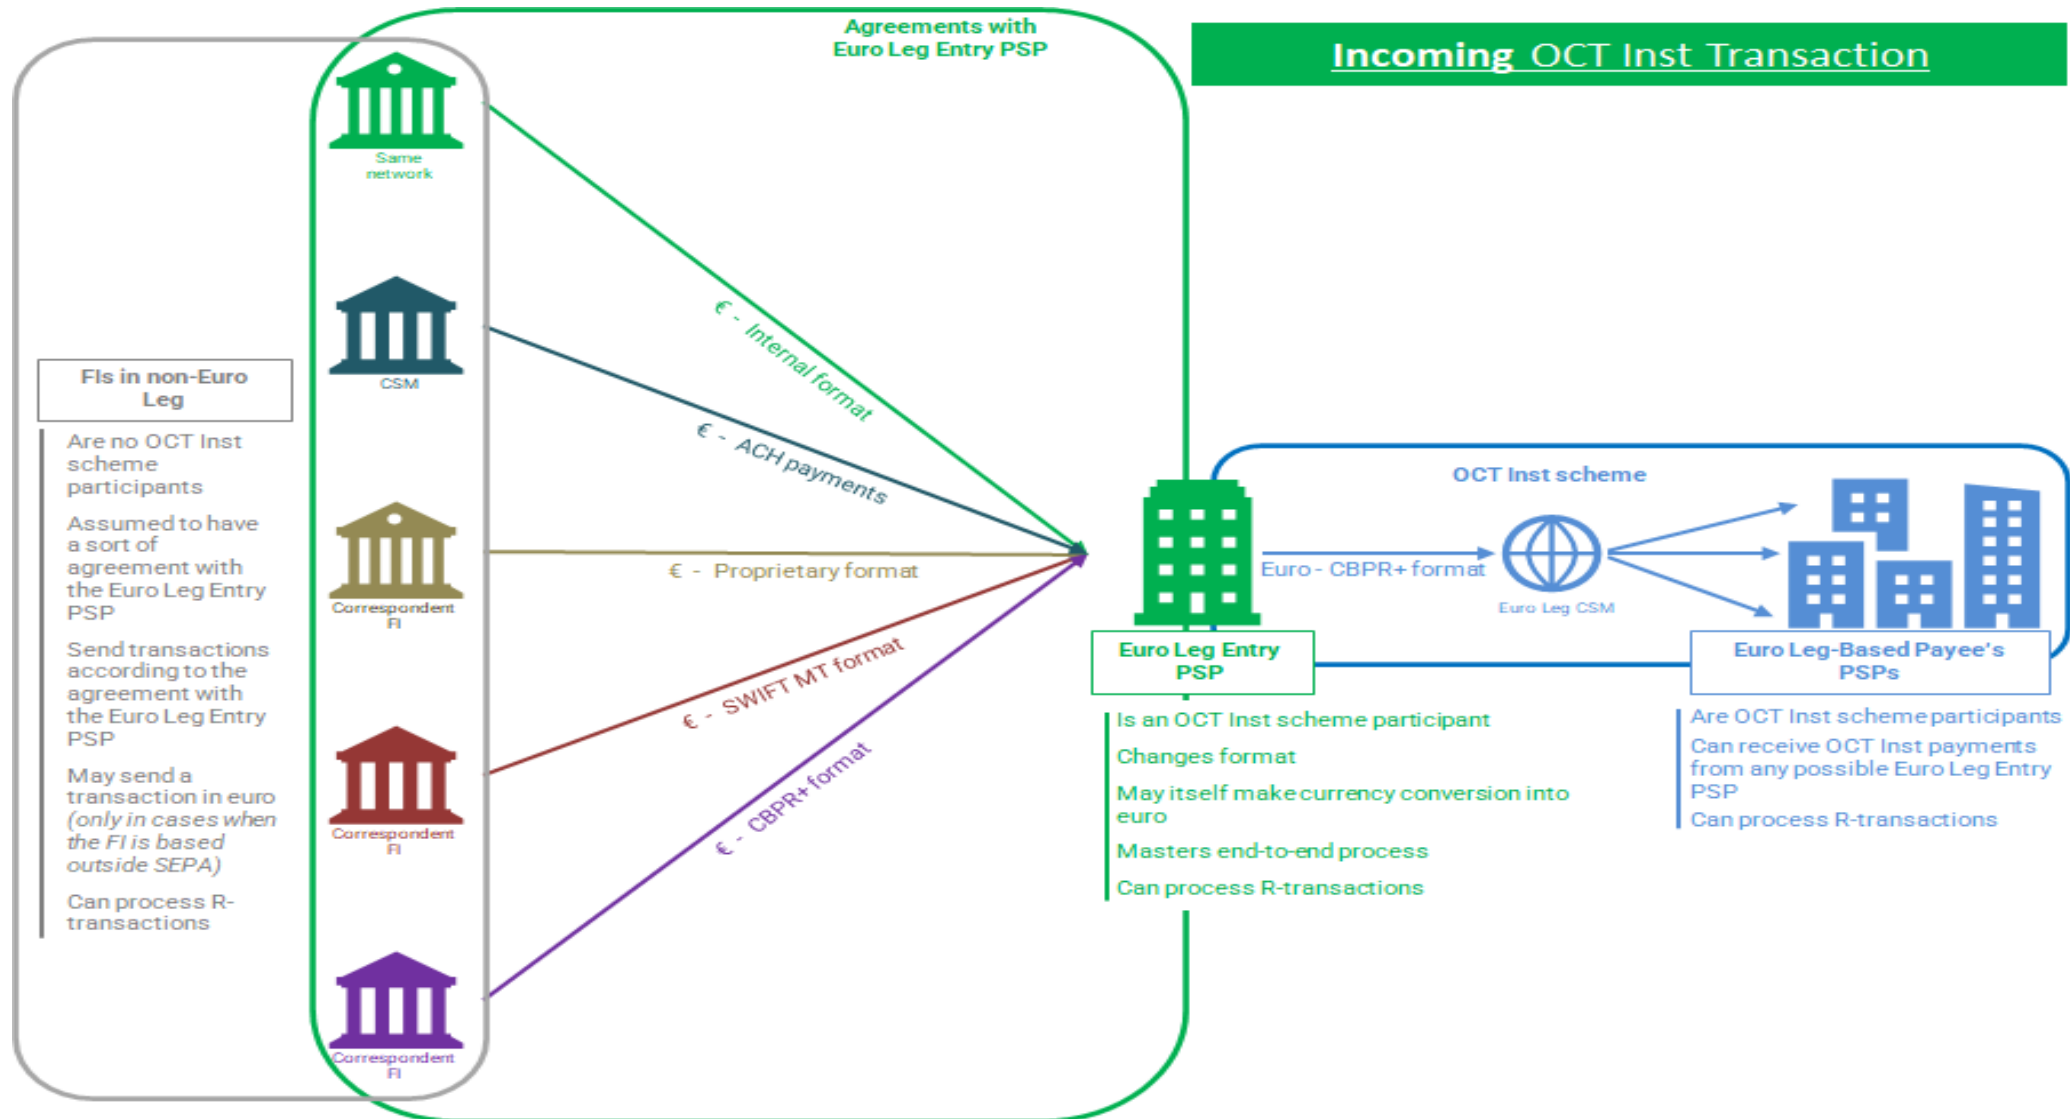 Agreements with
Euro Leg Entry PSP
Incoming OCT Inst Transaction
Same
network
CSM
Correspondent
FI
Correspondent
FI
Correspondent
FI
FIs in non-Euro
Leg
Are no OCT Inst
scheme
participants
Assumed to have
a sort of
agreement with
the Euro Leg Entry
PSP
Send transactions
according to the
agreement with
the Euro Leg Entry
PSP
May send a
transaction in euro
(only in cases when
the FI is based
outside SEPA)
Can process R-
transactions
€ - Internal format
€ - ACH payments
€ - Proprietary format
€ - SWIFT MT format
€ - CBPR+ format
OCT Inst scheme
Euro - CBPR+ format
Euro Leg CSM
Euro Leg Entry
PSP
Is an OCT Inst scheme participant
Changes format
May itself make currency conversion into
euro
Masters end-to-end process
Can process R-transactions
Euro Leg-Based Payee's
PSPs
Are OCT Inst scheme participants
Can receive OCT Inst payments
from any possible Euro Leg Entry
PSP
Can process R-transactions